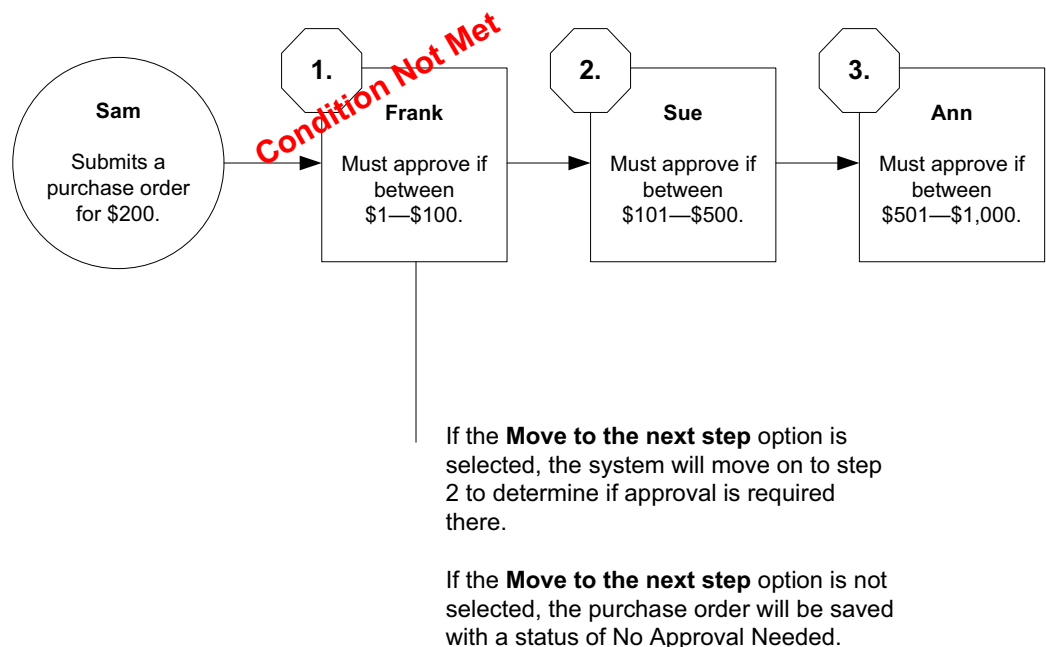 Condition Not Met
Sam
Submits a
purchase order
for $200.
1.
Frank
Must approve if
between
$1—$100.
2.
Sue
Must approve if
between
$101—$500.
3.
Ann
Must approve if
between
$501—$1,000.
If the Move to the next step option is
selected, the system will move on to step
2 to determine if approval is required
there.
If the Move to the next step option is not
selected, the purchase order will be saved
with a status of No Approval Needed.